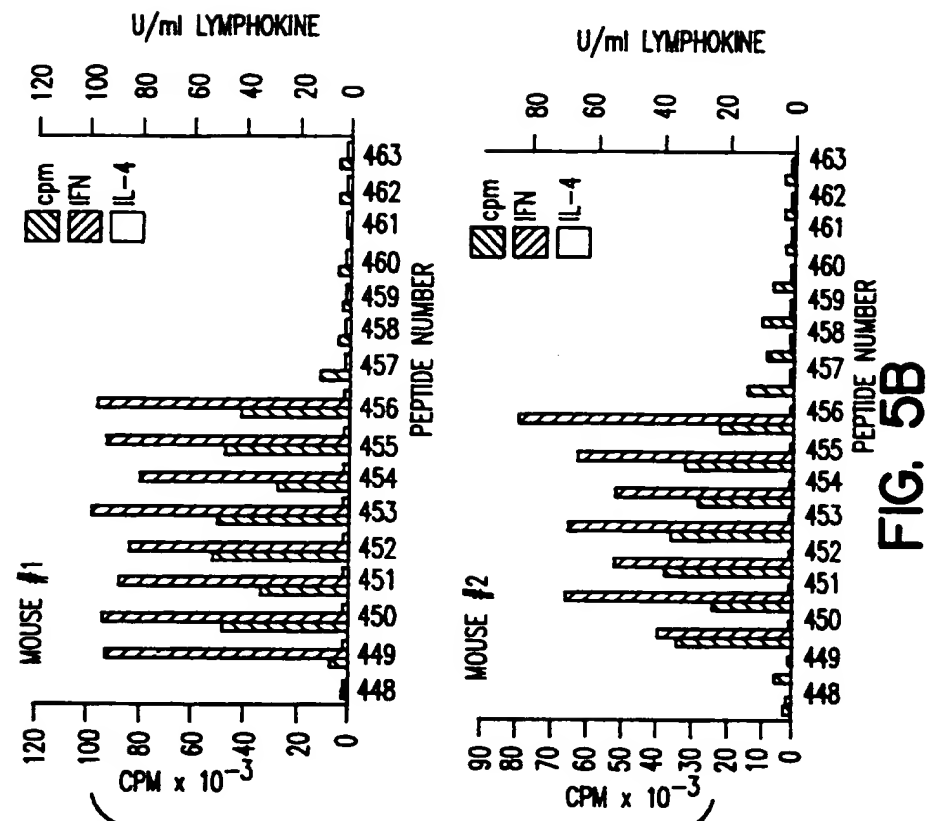 MOUSE #1
U/ml LYMPHOKINE
120 100 80 60 40 20 0
cpm
IFN
IL-4
120 100 80 60 40 20 0
CPM x 10⁻³
448 449 450 451 452 453 454 455 456 457 458 459 460 461 462 463
PEPTIDE NUMBER
MOUSE #2
U/ml LYMPHOKINE
80 60 40 20 0
cpm
IFN
IL-4
90 80 70 60 50 40 30 20 10 0
CPM x 10⁻³
448 449 450 451 452 453 454 455 456 457 458 459 460 461 462 463
PEPTIDE NUMBER
FIG. 5B